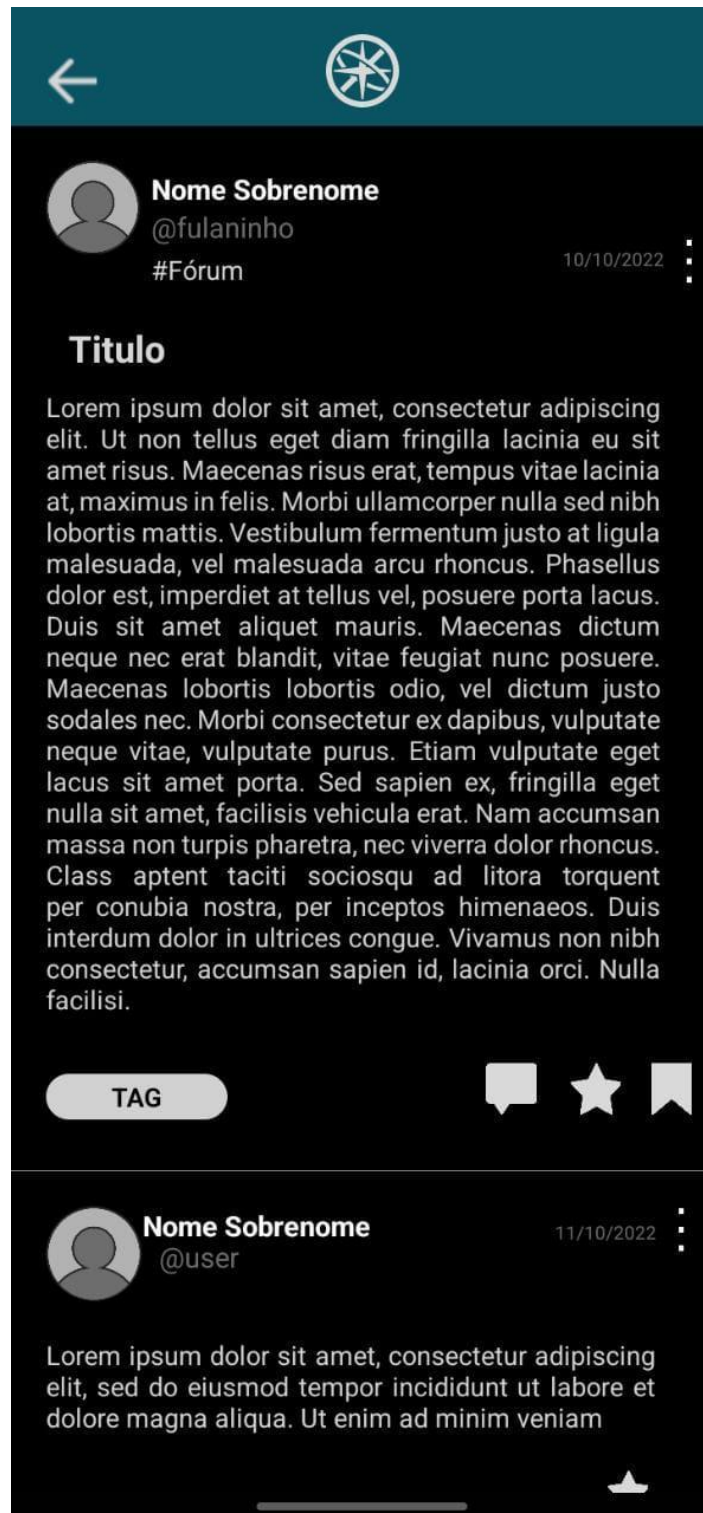 Nome Sobrenome
@fulaninho
#Fórum
10/10/2022
Titulo
Lorem ipsum dolor sit amet, consectetur adipiscing
elit. Ut non tellus eget diam fringilla lacinia eu sit
amet risus. Maecenas risus erat, tempus vitae lacinia
at, maximus in felis. Morbi ullamcorper nulla sed nibh
lobortis mattis. Vestibulum fermentum justo at ligula
malesuada, vel malesuada arcu rhoncus. Phasellus
dolor est, imperdiet at tellus vel, posuere porta lacus.
Duis sit amet aliquet mauris. Maecenas dictum
neque nec erat blandit, vitae feugiat nunc posuere.
Maecenas lobortis lobortis odio, vel dictum justo
sodales nec. Morbi consectetur ex dapibus, vulputate
neque vitae, vulputate purus. Etiam vulputate eget
lacus sit amet porta. Sed sapien ex, fringilla eget
nulla sit amet, facilisis vehicula erat. Nam accumsan
massa non turpis pharetra, nec viverra dolor rhoncus.
Class aptent taciti sociosqu ad litora torquent
per conubia nostra, per inceptos himenaeos. Duis
interdum dolor in ultrices congue. Vivamus non nibh
consectetur, accumsan sapien id, lacinia orci. Nulla
facilisi.
TAG
Nome Sobrenome
11/10/2022
@user
Lorem ipsum dolor sit amet, consectetur adipiscing
elit, sed do eiusmod tempor incididunt ut labore et
dolore magna aliqua. Ut enim ad minim veniam